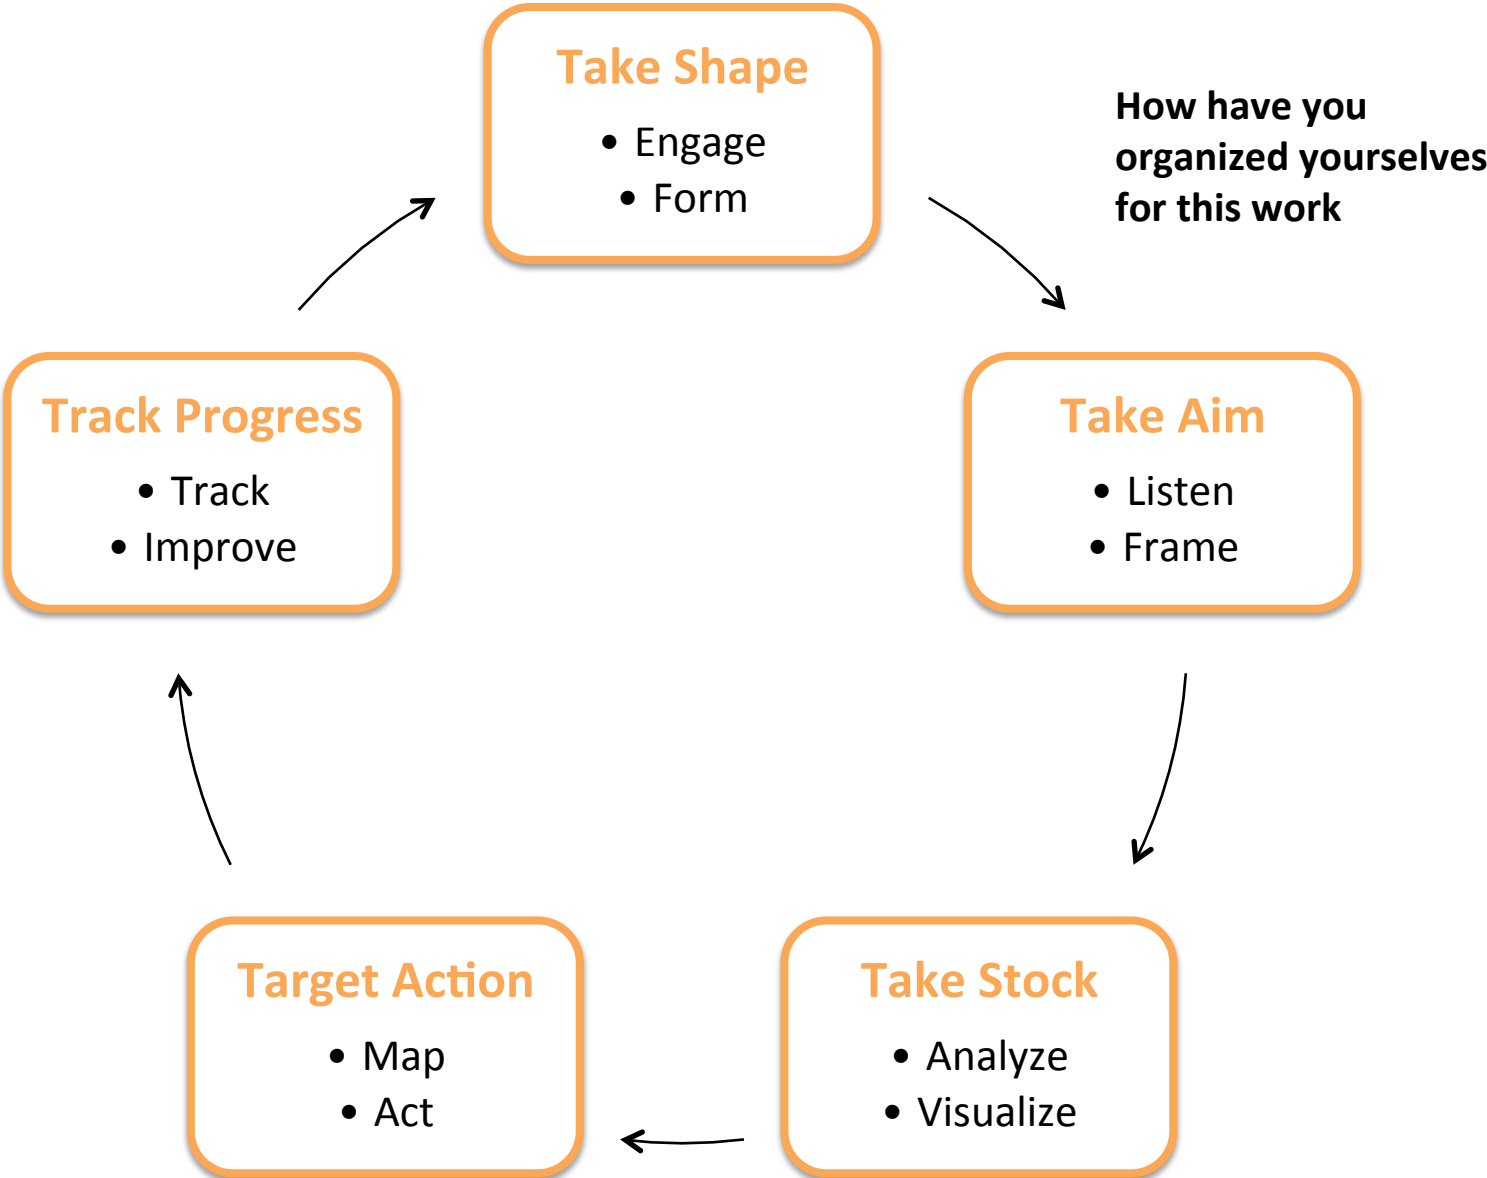 Take Shape
• Engage
• Form
How have you
organized yourselves
for this work
Take Aim
• Listen
• Frame
Take Stock
• Analyze
• Visualize
Target Action
• Map
• Act
Track Progress
• Track
• Improve